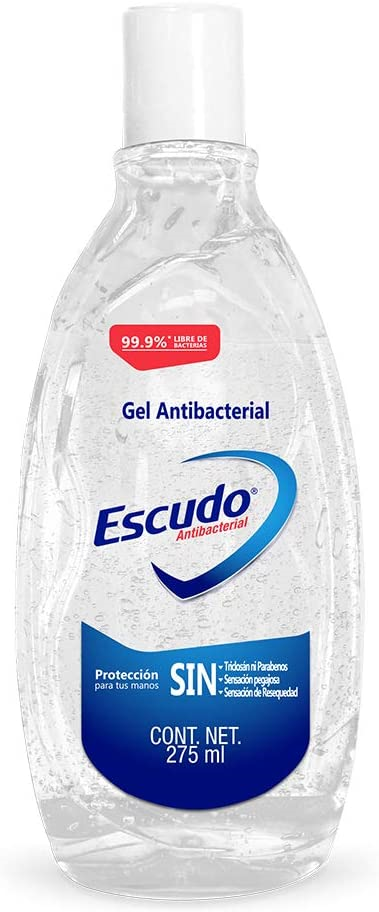 99.9%* LIBRE DE
BACTERIAS
Gel Antibacterial
Escudo®
Antibacterial
Protección
para tus manos
SIN
Triclosán ni Parabenos
Sensación pegajosa
Sensación de Resequedad
CONT. NET.
275 ml